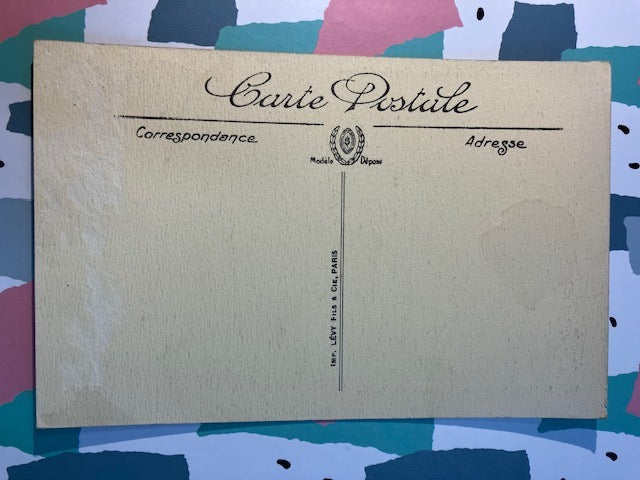 Carte Postale
Correspondance
Adresse
Modèle Déposé
IMP. LÉVY FILS & CIE, PARIS